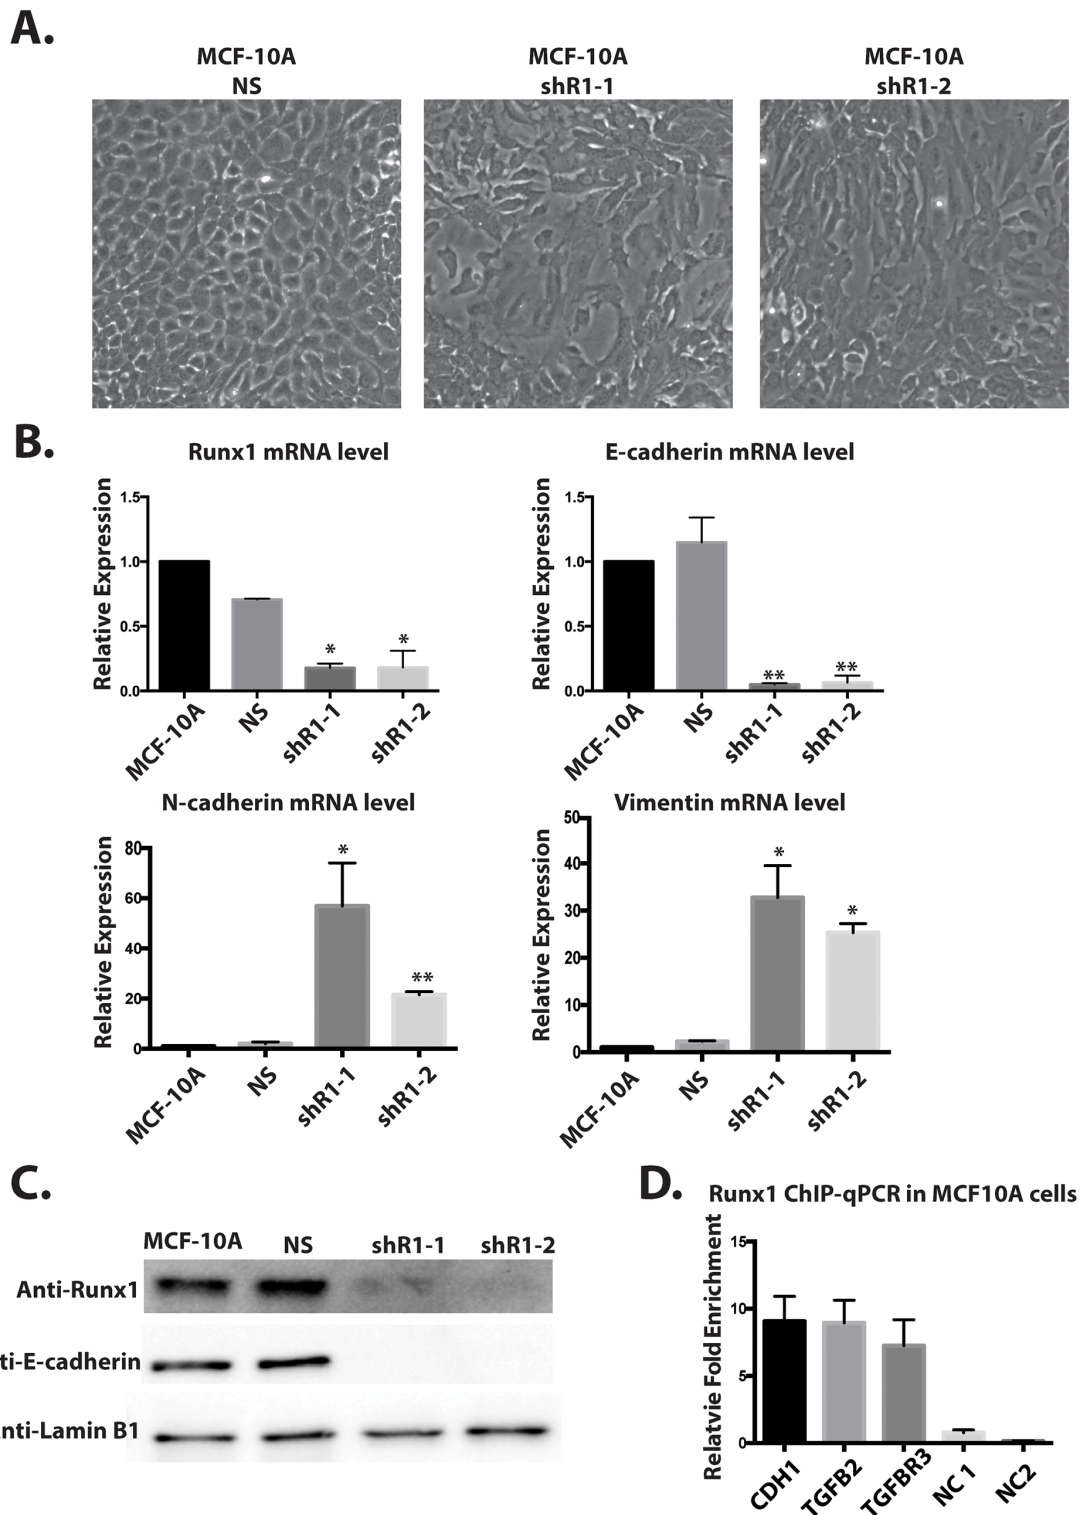 A.
MCF-10A
NS
MCF-10A
shR1-1
MCF-10A
shR1-2
B.
Runx1 mRNA level
Relative Expression
1.5
1.0
0.5
0.0
*
*
MCF-10A
NS
shR1-1
shR1-2
E-cadherin mRNA level
Relative Expression
1.5
1.0
0.5
0.0
**
**
MCF-10A
NS
shR1-1
shR1-2
N-cadherin mRNA level
Relative Expression
80
60
40
20
0
*
**
MCF-10A
NS
shR1-1
shR1-2
Vimentin mRNA level
Relative Expression
50
40
30
20
10
0
*
*
MCF-10A
NS
shR1-1
shR1-2
C.
MCF-10A NS shR1-1 shR1-2
Anti-Runx1
ti-E-cadherin
nti-Lamin B1
D.
Runx1 ChIP-qPCR in MCF10A cells
Relatvie Fold Enrichment
15
10
5
0
CDH1
TGFB2
TGFBR3
NC 1
NC2